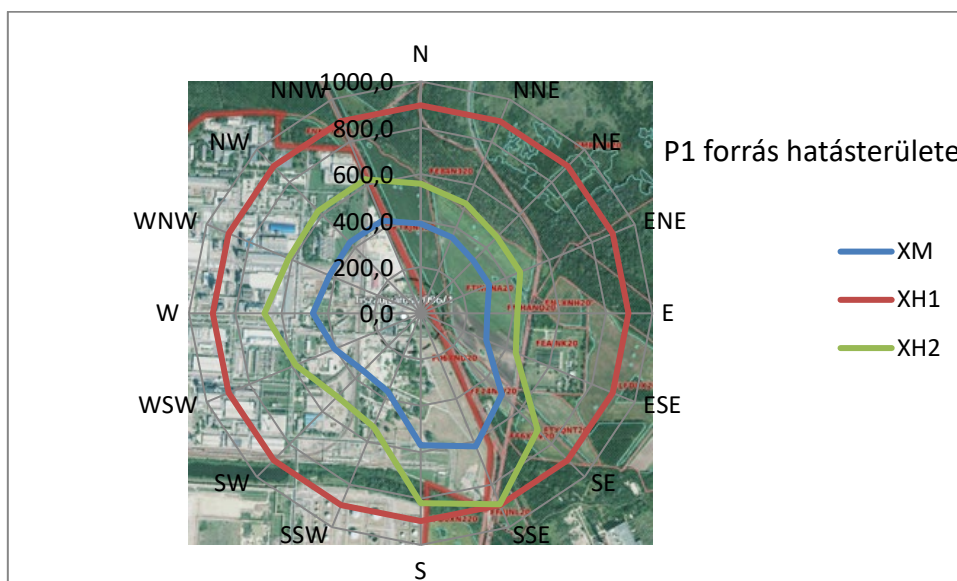 N
NNW
1000,0
NNE
NW
800,0
NE
P1 forrás hatásterülete
600,0
WNW
ENE
400,0
XM
200,0
W
0,0
E
XH1
XH2
WSW
ESE
SW
SE
SSW
SSE
S